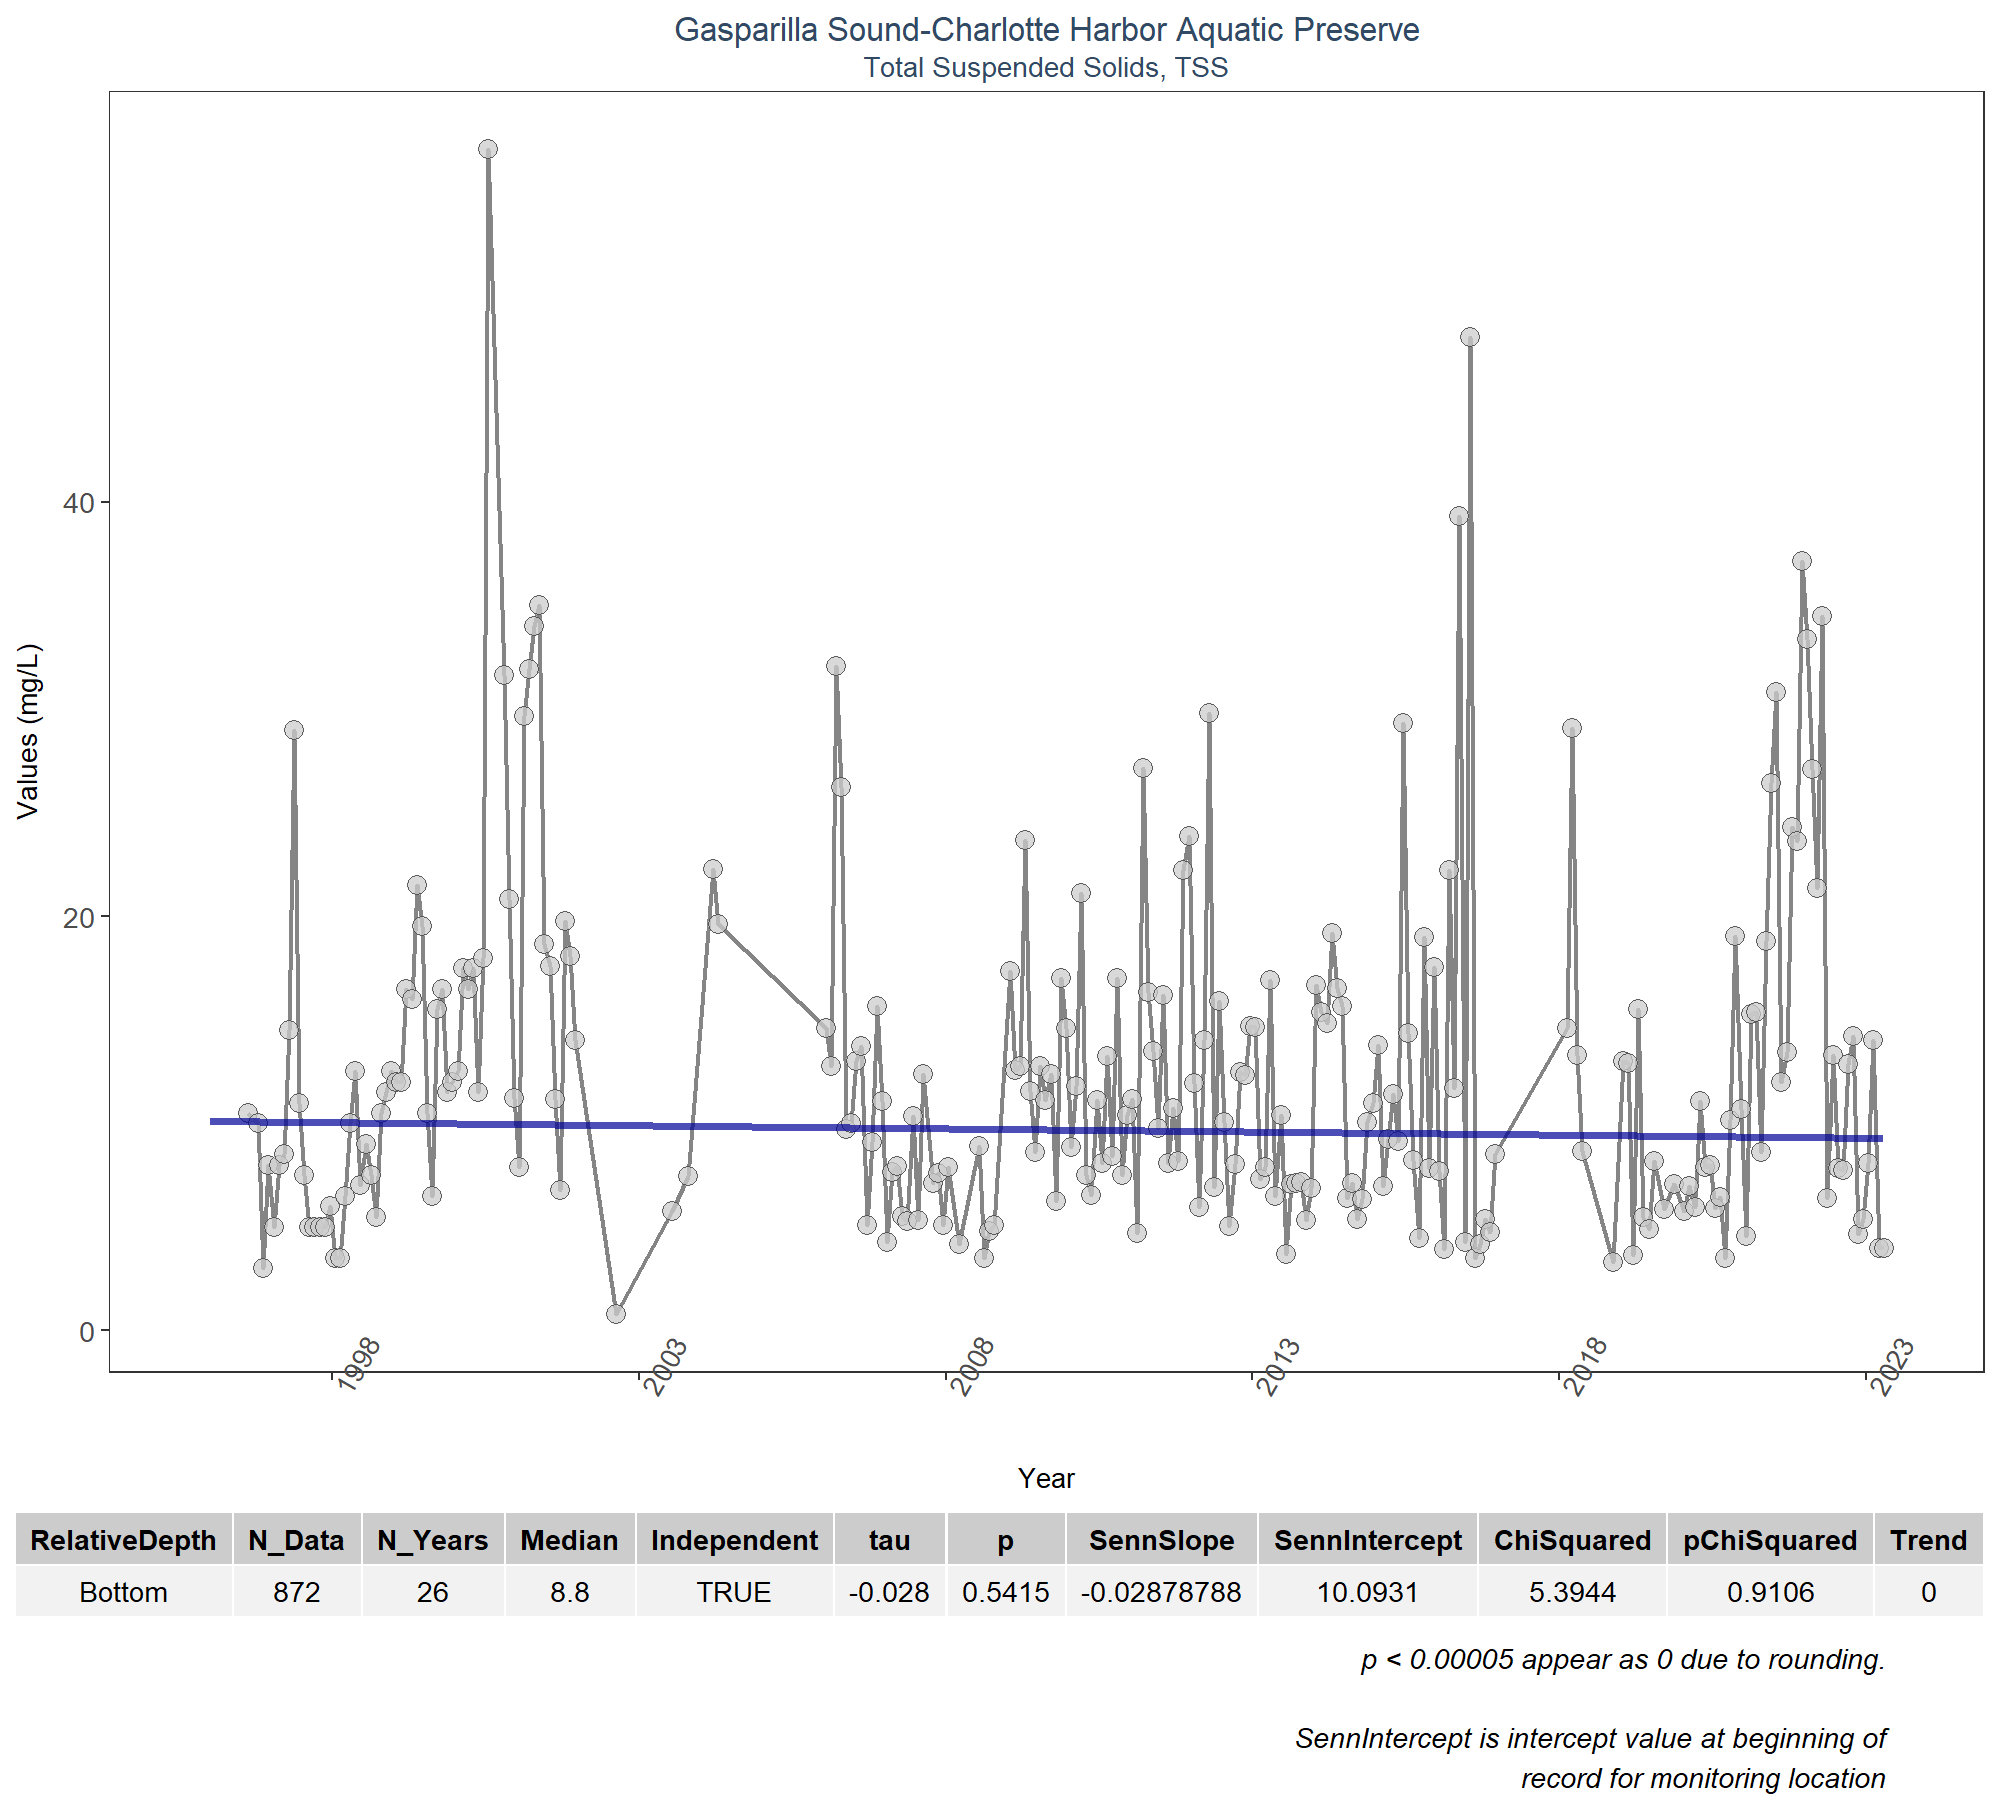 Gasparilla Sound-Charlotte Harbor Aquatic Preserve
Total Suspended Solids, TSS
Values (mg/L)
40
20
0
1998
2003
2008
2013
2018
2023
Year
RelativeDepth N_Data N_Years Median Independent tau p SennSlope SennIntercept ChiSquared pChiSquared Trend
Bottom 872 26 8.8 TRUE -0.028 0.5415 -0.02878788 10.0931 5.3944 0.9106 0
p < 0.00005 appear as 0 due to rounding.
SennIntercept is intercept value at beginning of
record for monitoring location